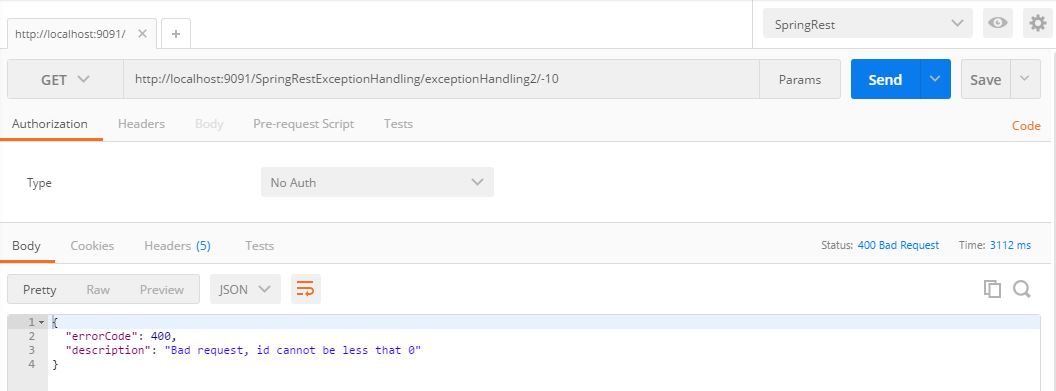 http://localhost:9091/ × +
SpringRest
GET http://localhost:9091/SpringRestExceptionHandling/exceptionHandling2/-10 Params Send Save
Authorization Headers Body Pre-request Script Tests Code
Type No Auth
Body Cookies Headers (5) Tests Status: 400 Bad Request Time: 3112 ms
Pretty Raw Preview JSON
1 {
2 "errorCode": 400,
3 "description": "Bad request, id cannot be less that 0"
4 }